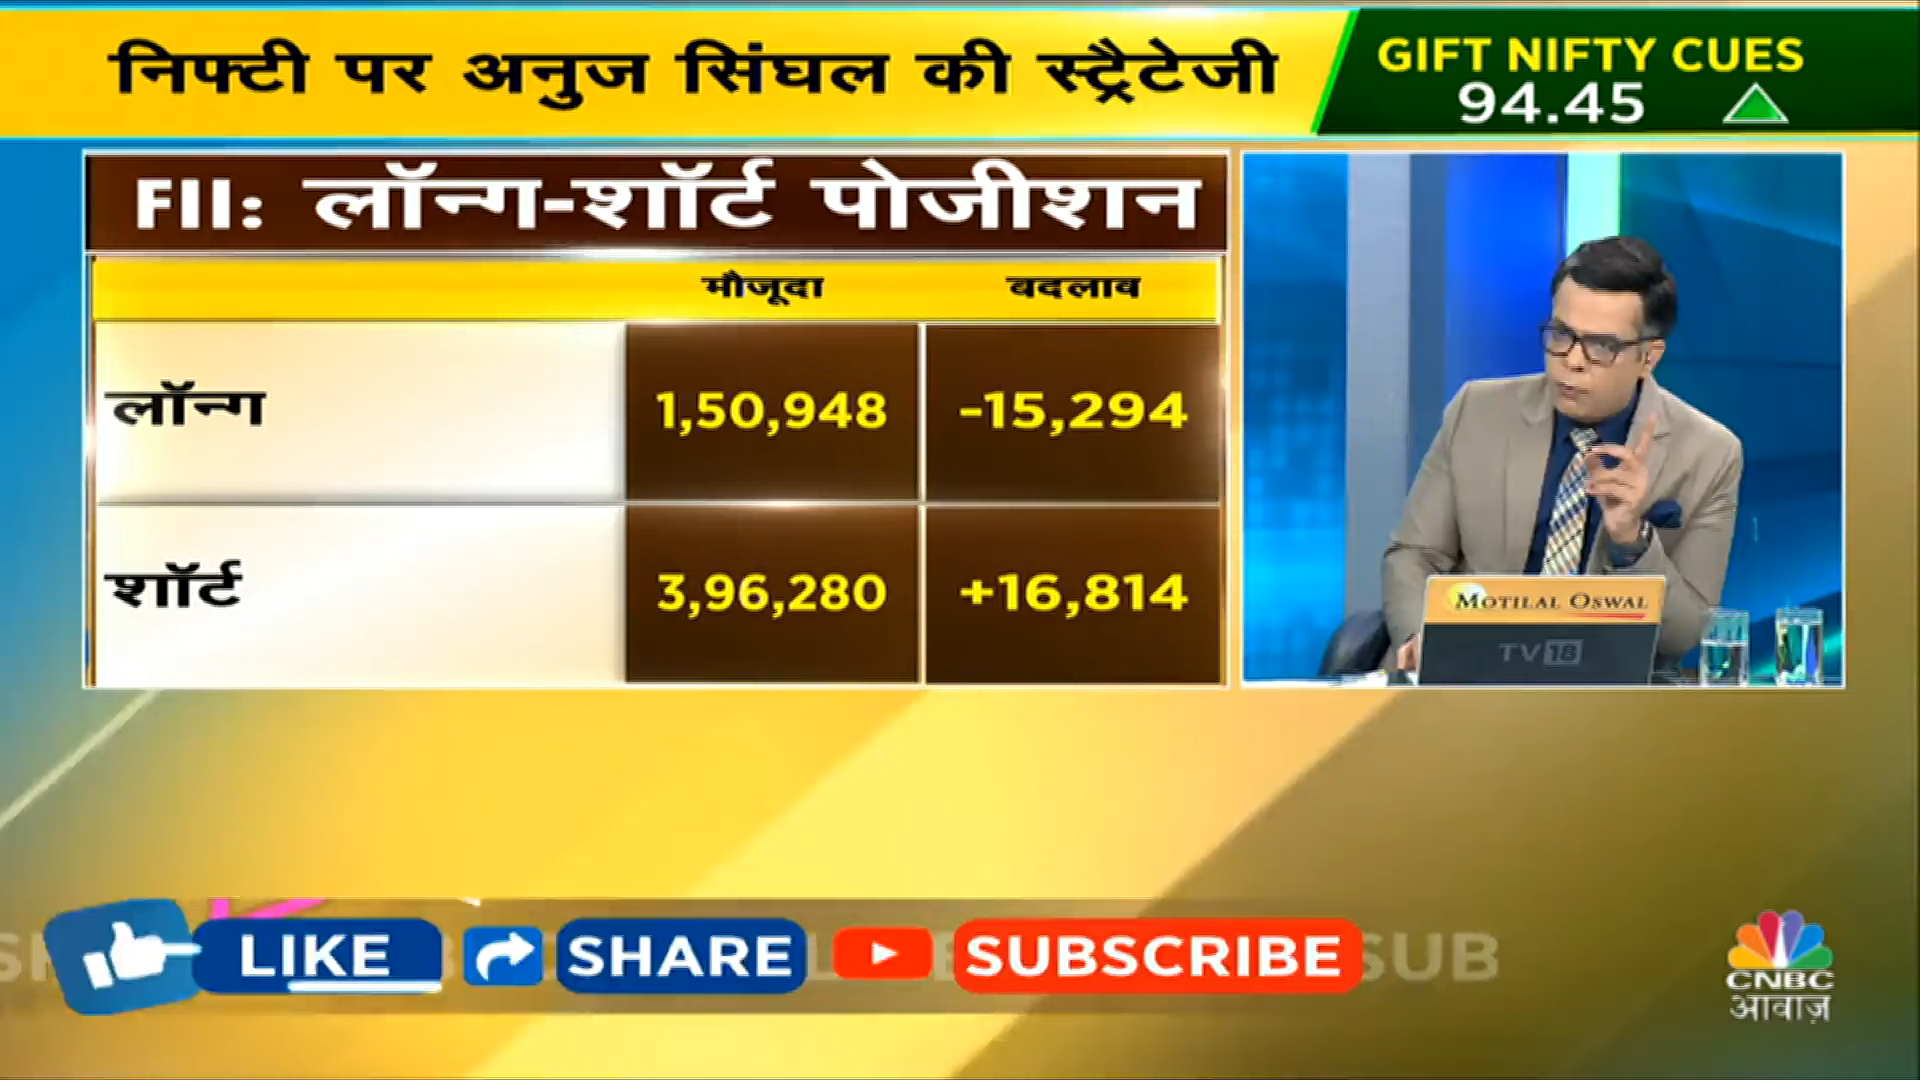 निफ्टी पर अनुज सिंघल की स्ट्रैटेजी
GIFT NIFTY CUES
94.45
FII: लॉन्ग-शॉर्ट पोजीशन
मौजूदा बदलाव
लॉन्ग 1,50,948 -15,294
शॉर्ट 3,96,280 +16,814
MOTILAL OSWAL
TV18
LIKE SHARE SUBSCRIBE SUB
CNBC
आवाज़